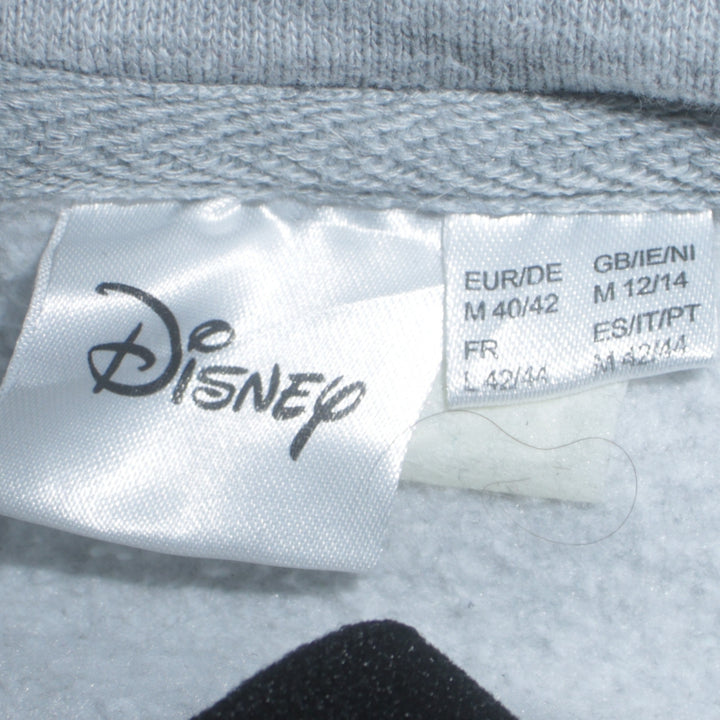 Disney
EUR/DE
M 40/42
FR
L 42/44
GB/IE/NI
M 12/14
ES/IT/PT
M 42/44